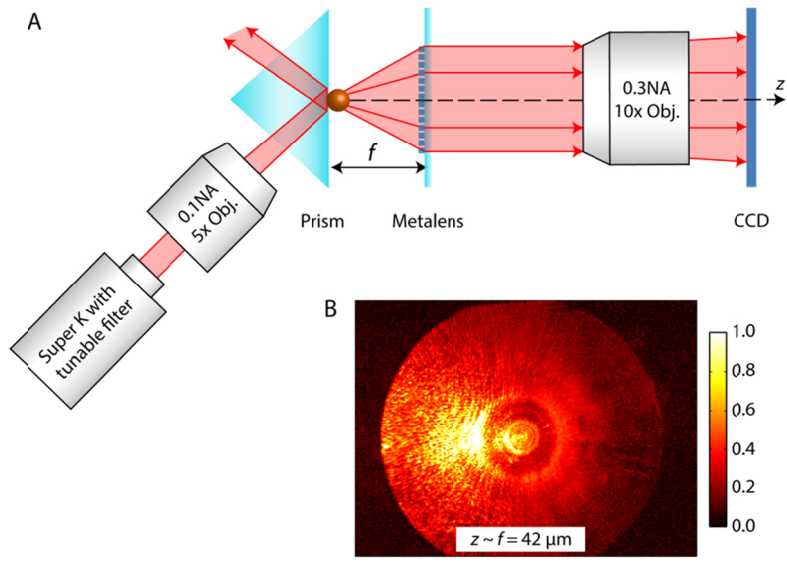 A
0.3NA
10x Obj.
z
f
0.1NA
5x Obj.
Prism
Metalens
CCD
Super K with
tunable filter
B
1.0
0.8
0.6
0.4
0.2
0.0
z ~ f = 42 μm